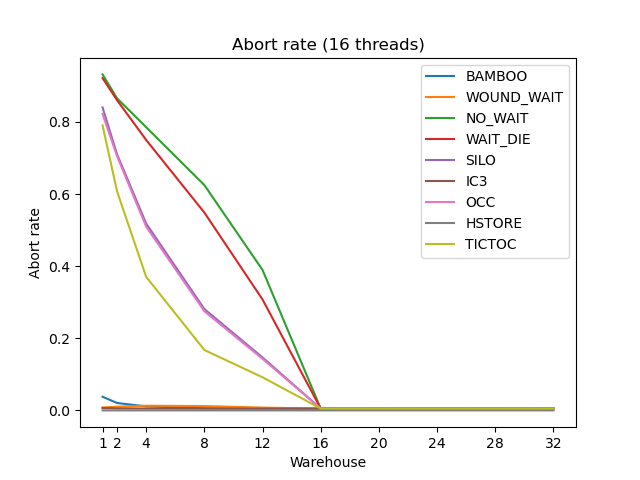 Abort rate (16 threads)
BAMBOO
WOUND_WAIT
NO_WAIT
WAIT_DIE
SILO
IC3
OCC
HSTORE
TICTOC
Abort rate
0.8
0.6
0.4
0.2
0.0
1 2 4 8 12 16 20 24 28 32
Warehouse